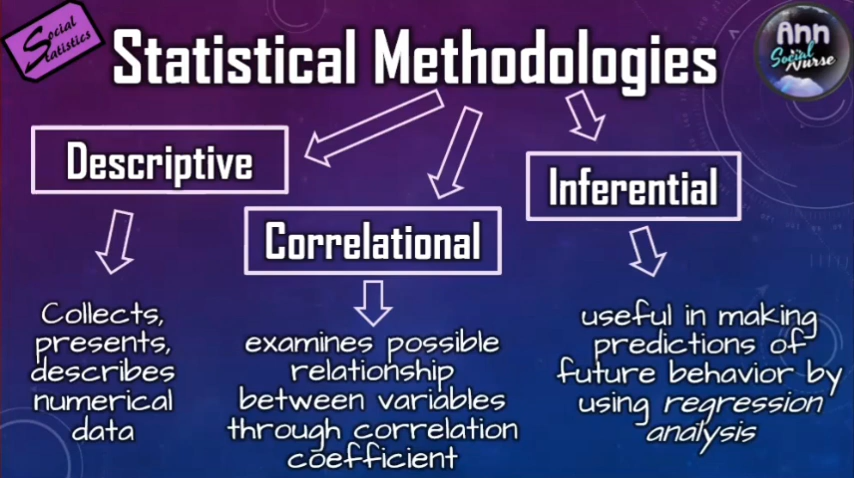 Social
Statistics
Statistical Methodologies
Ann
Social
Nurse
Descriptive
Collects,
presents,
describes
numerical
data
Correlational
examines possible
relationship
between variables
through correlation
coefficient
Inferential
useful in making
predictions of
future behavior by
using regression
analysis